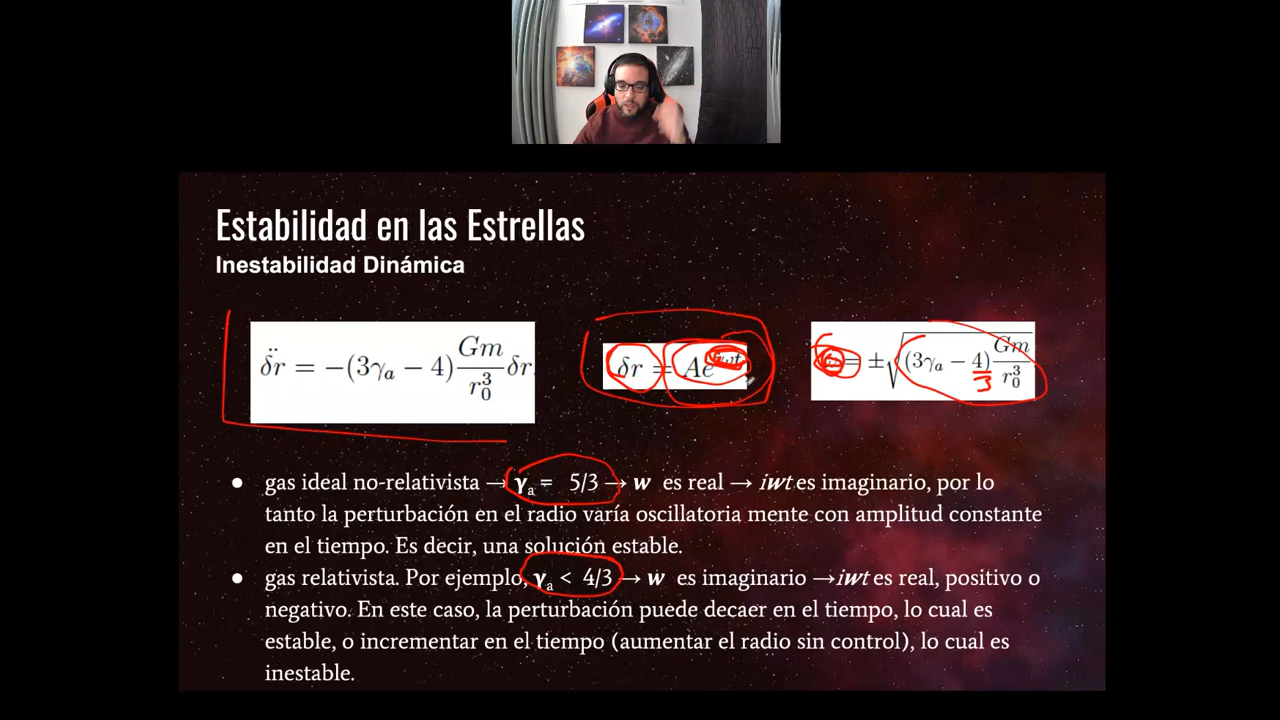 Estabilidad en las Estrellas
Inestabilidad Dinámica
δ̈r = −(3γₐ − 4) Gm/r₀³ δr
δr = Ae^{iwt}
ω = ±√((3γₐ − 4) Gm/r₀³)
3
● gas ideal no-relativista → γₐ = 5/3 → w es real → iwt es imaginario, por lo
tanto la perturbación en el radio varía oscillatoria mente con amplitud constante
en el tiempo. Es decir, una solución estable.
● gas relativista. Por ejemplo, γₐ < 4/3 → w es imaginario →iwt es real, positivo o
negativo. En este caso, la perturbación puede decaer en el tiempo, lo cual es
estable, o incrementar en el tiempo (aumentar el radio sin control), lo cual es
inestable.